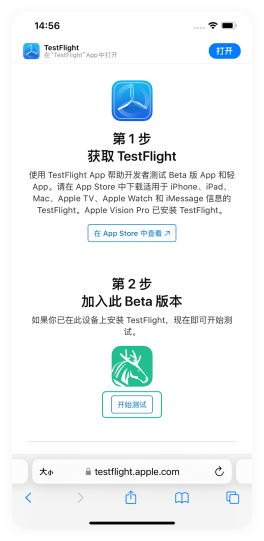 14:56
TestFlight
在"TestFlight"App中打开
打开
第 1 步
获取 TestFlight
使用 TestFlight App 帮助开发者测试 Beta 版 App 和轻
App。请在 App Store 中下载适用于 iPhone、iPad、
Mac、Apple TV、Apple Watch 和 iMessage 信息的
TestFlight。Apple Vision Pro 已安装 TestFlight。
在 App Store 中查看 ↗
第 2 步
加入此 Beta 版本
如果你已在此设备上安装 TestFlight，现在即可开始测
试。
开始测试
大小
testflight.apple.com